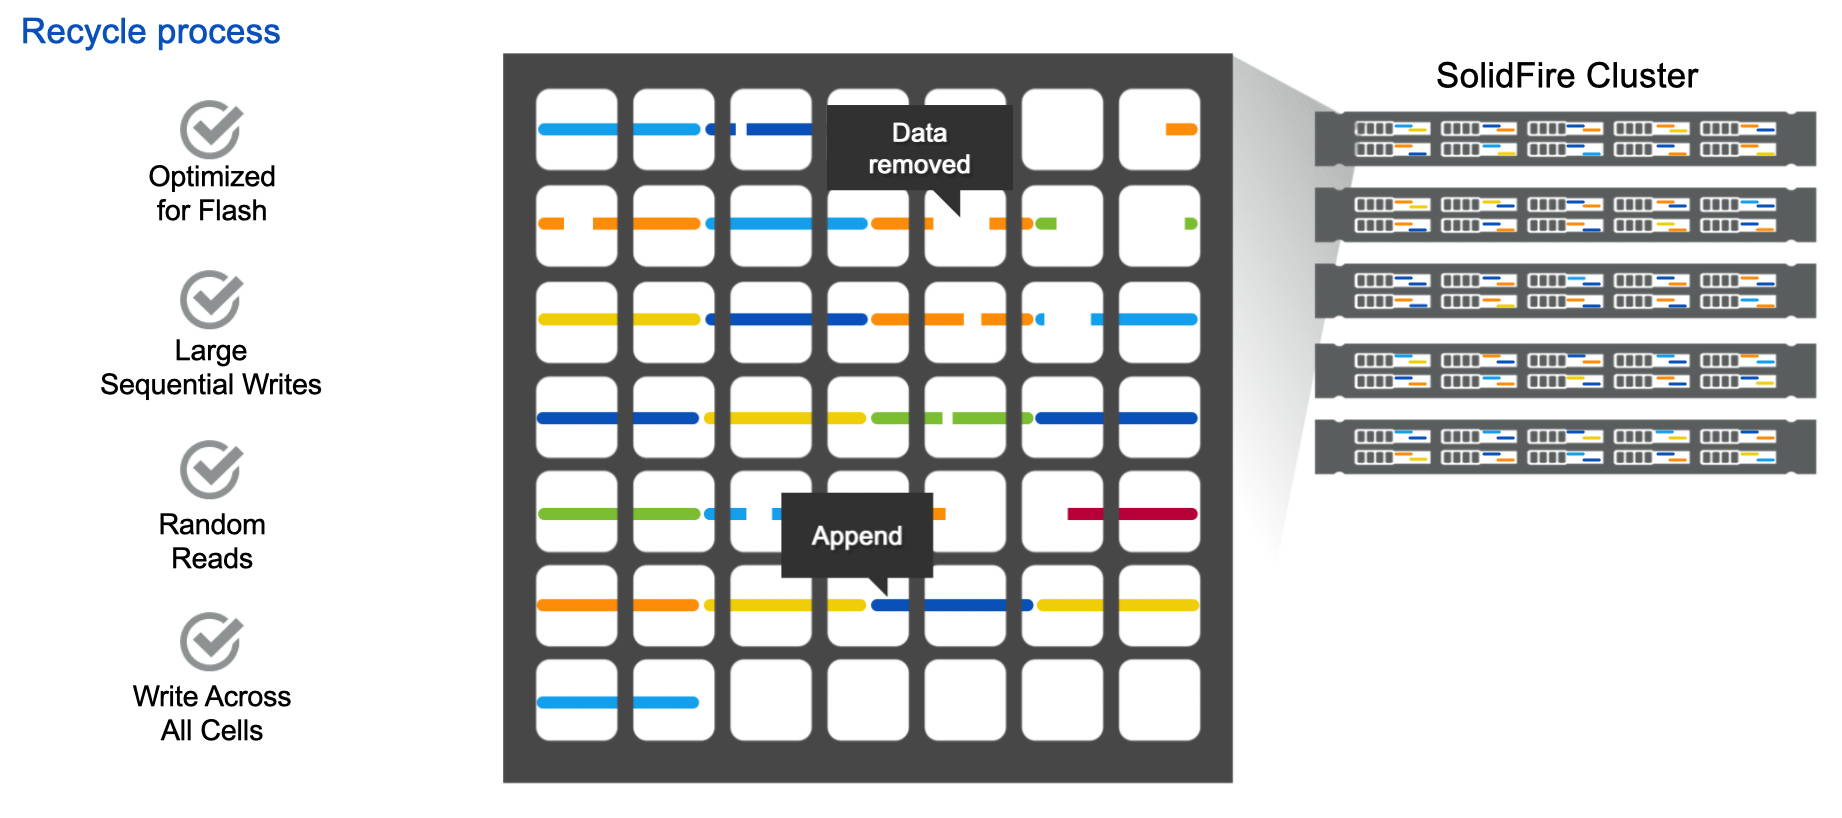 Recycle process
Optimized
for Flash
Large
Sequential Writes
Random
Reads
Write Across
All Cells
Data
removed
Append
SolidFire Cluster